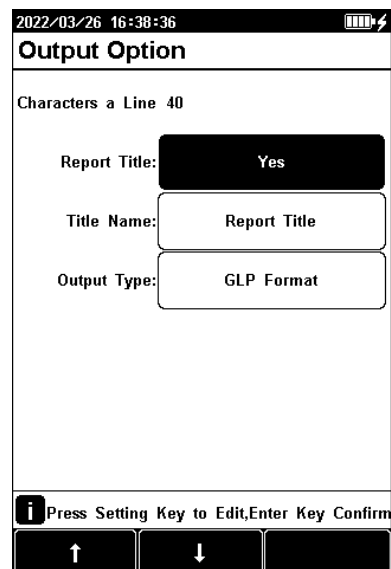 2022/03/26 16:38:36
Output Option
Characters a Line 40
Report Title: Yes
Title Name: Report Title
Output Type: GLP Format
i Press Setting Key to Edit,Enter Key Confirm
↑ ↓